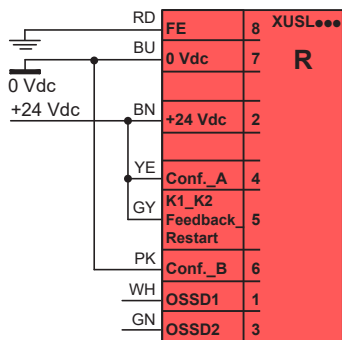 RD FE 8 XUSL●●●
BU 0 Vdc 7 R
0 Vdc
+24 Vdc BN +24 Vdc 2
YE Conf._A 4
GY K1_K2
Feedback_ 5
Restart
PK Conf._B 6
WH OSSD1 1
GN OSSD2 3